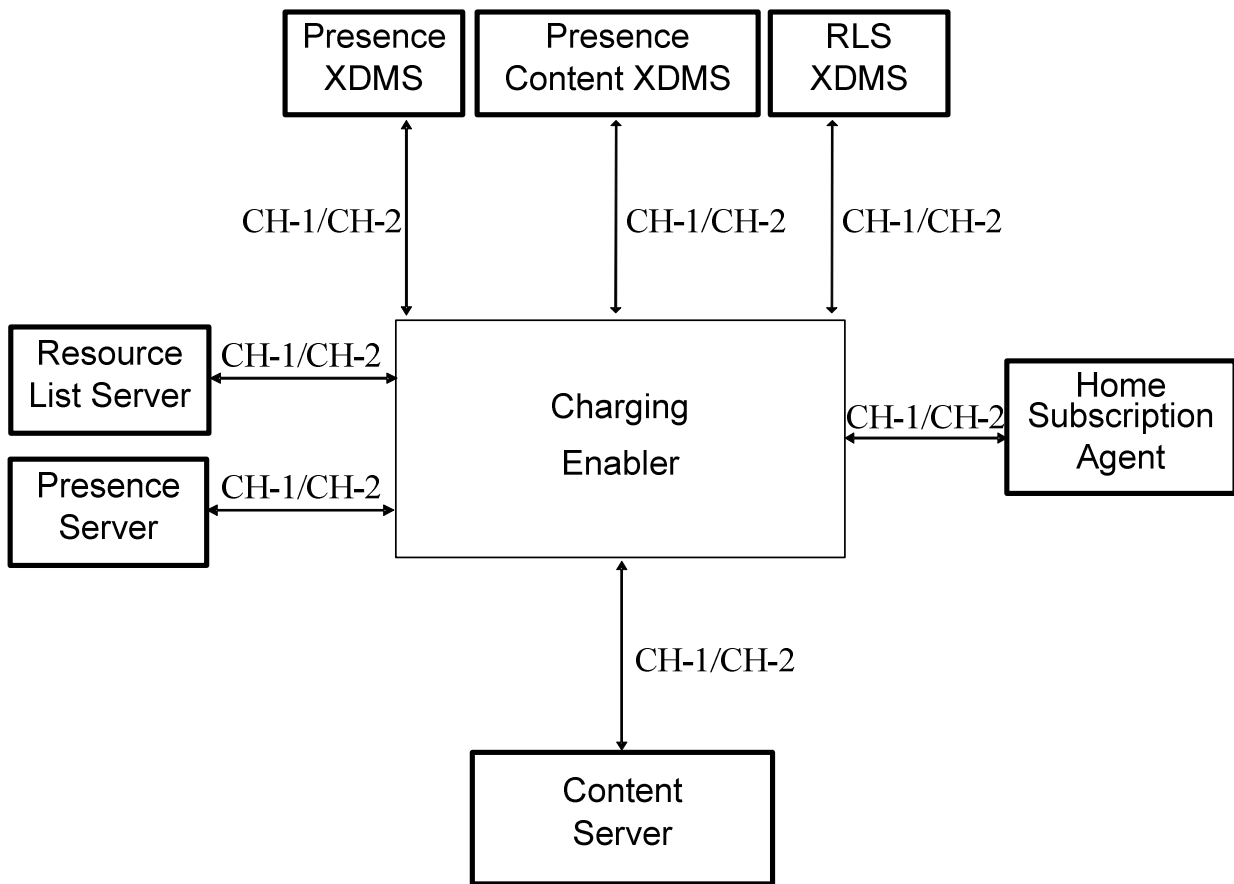 Presence
XDMS
Presence
Content XDMS
RLS
XDMS
CH-1/CH-2
CH-1/CH-2
CH-1/CH-2
Resource
List Server
CH-1/CH-2
Charging
Enabler
CH-1/CH-2
Home
Subscription
Agent
Presence
Server
CH-1/CH-2
CH-1/CH-2
Content
Server